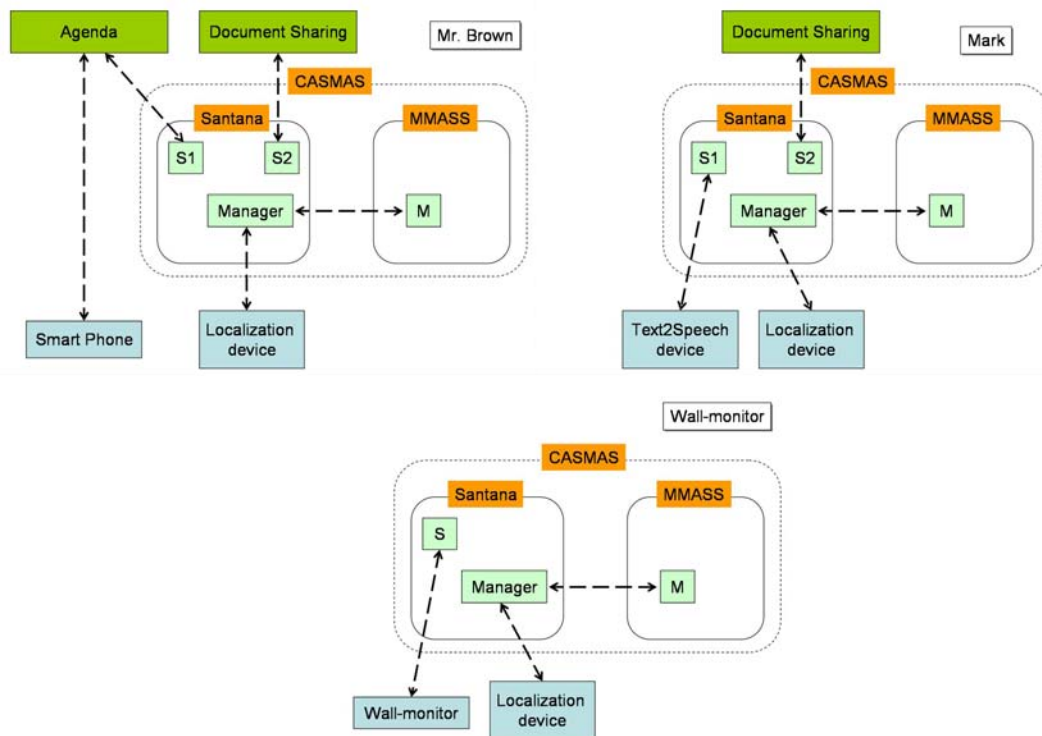 Agenda
Document Sharing
Mr. Brown
CASMAS
Santana
MMASS
S1
S2
Manager
M
Smart Phone
Localization
device
Document Sharing
Mark
CASMAS
Santana
MMASS
S1
S2
Manager
M
Text2Speech
device
Localization
device
Wall-monitor
CASMAS
Santana
MMASS
S
Manager
M
Wall-monitor
Localization
device